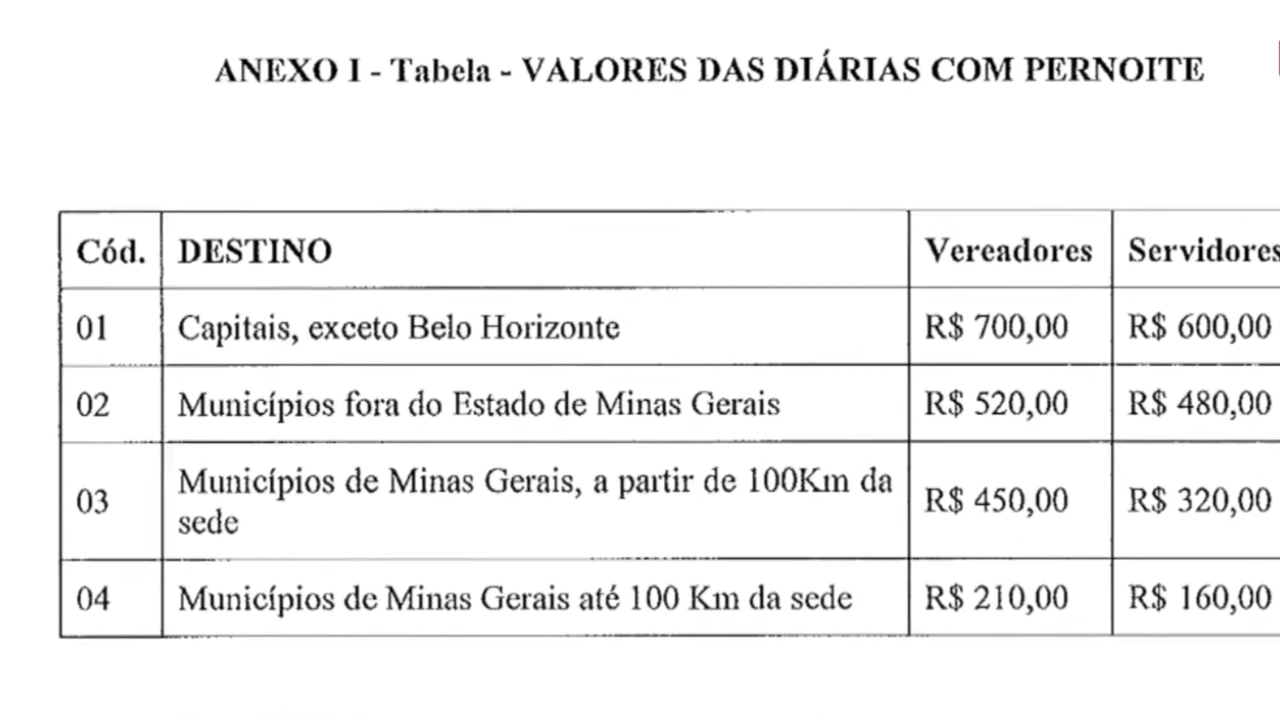 ANEXO I - Tabela - VALORES DAS DIÁRIAS COM PERNOITE
Cód. DESTINO Vereadores Servidores
01 Capitais, exceto Belo Horizonte R$ 700,00 R$ 600,00
02 Municípios fora do Estado de Minas Gerais R$ 520,00 R$ 480,00
03 Municípios de Minas Gerais, a partir de 100Km da sede R$ 450,00 R$ 320,00
04 Municípios de Minas Gerais até 100 Km da sede R$ 210,00 R$ 160,00